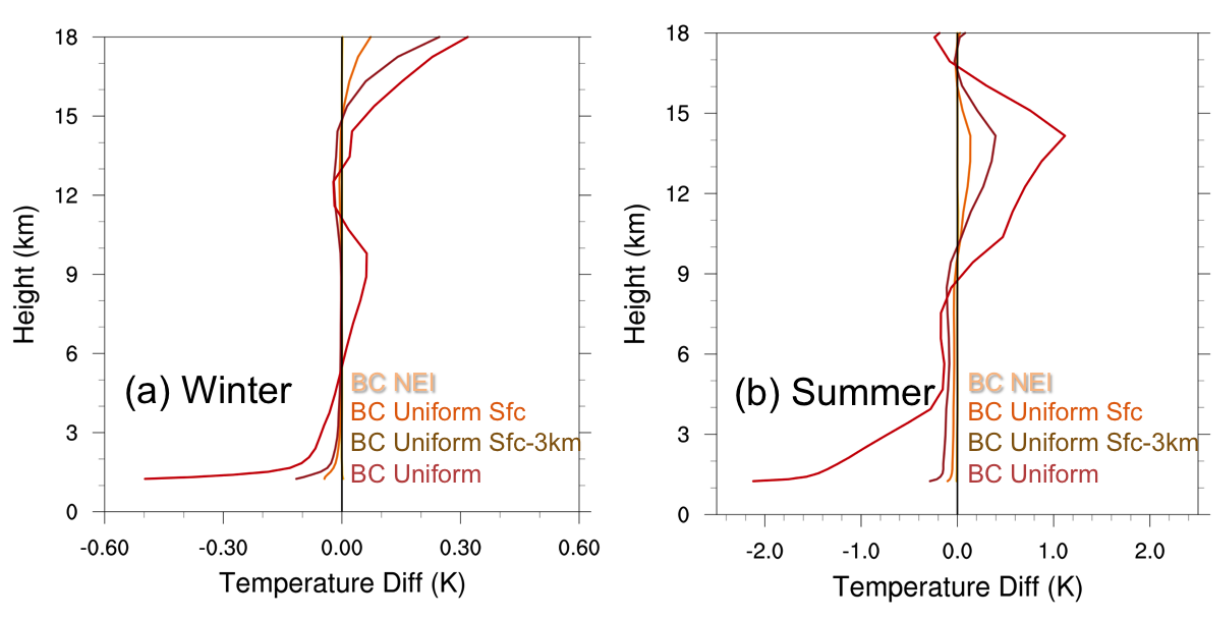 18
15
12
9
6
3
0
Height (km)
(a) Winter
BC NEI
BC Uniform Sfc
BC Uniform Sfc-3km
BC Uniform
-0.60
-0.30
0.00
0.30
0.60
Temperature Diff (K)
18
15
12
9
6
3
0
Height (km)
(b) Summer
BC NEI
BC Uniform Sfc
BC Uniform Sfc-3km
BC Uniform
-2.0
-1.0
0.0
1.0
2.0
Temperature Diff (K)